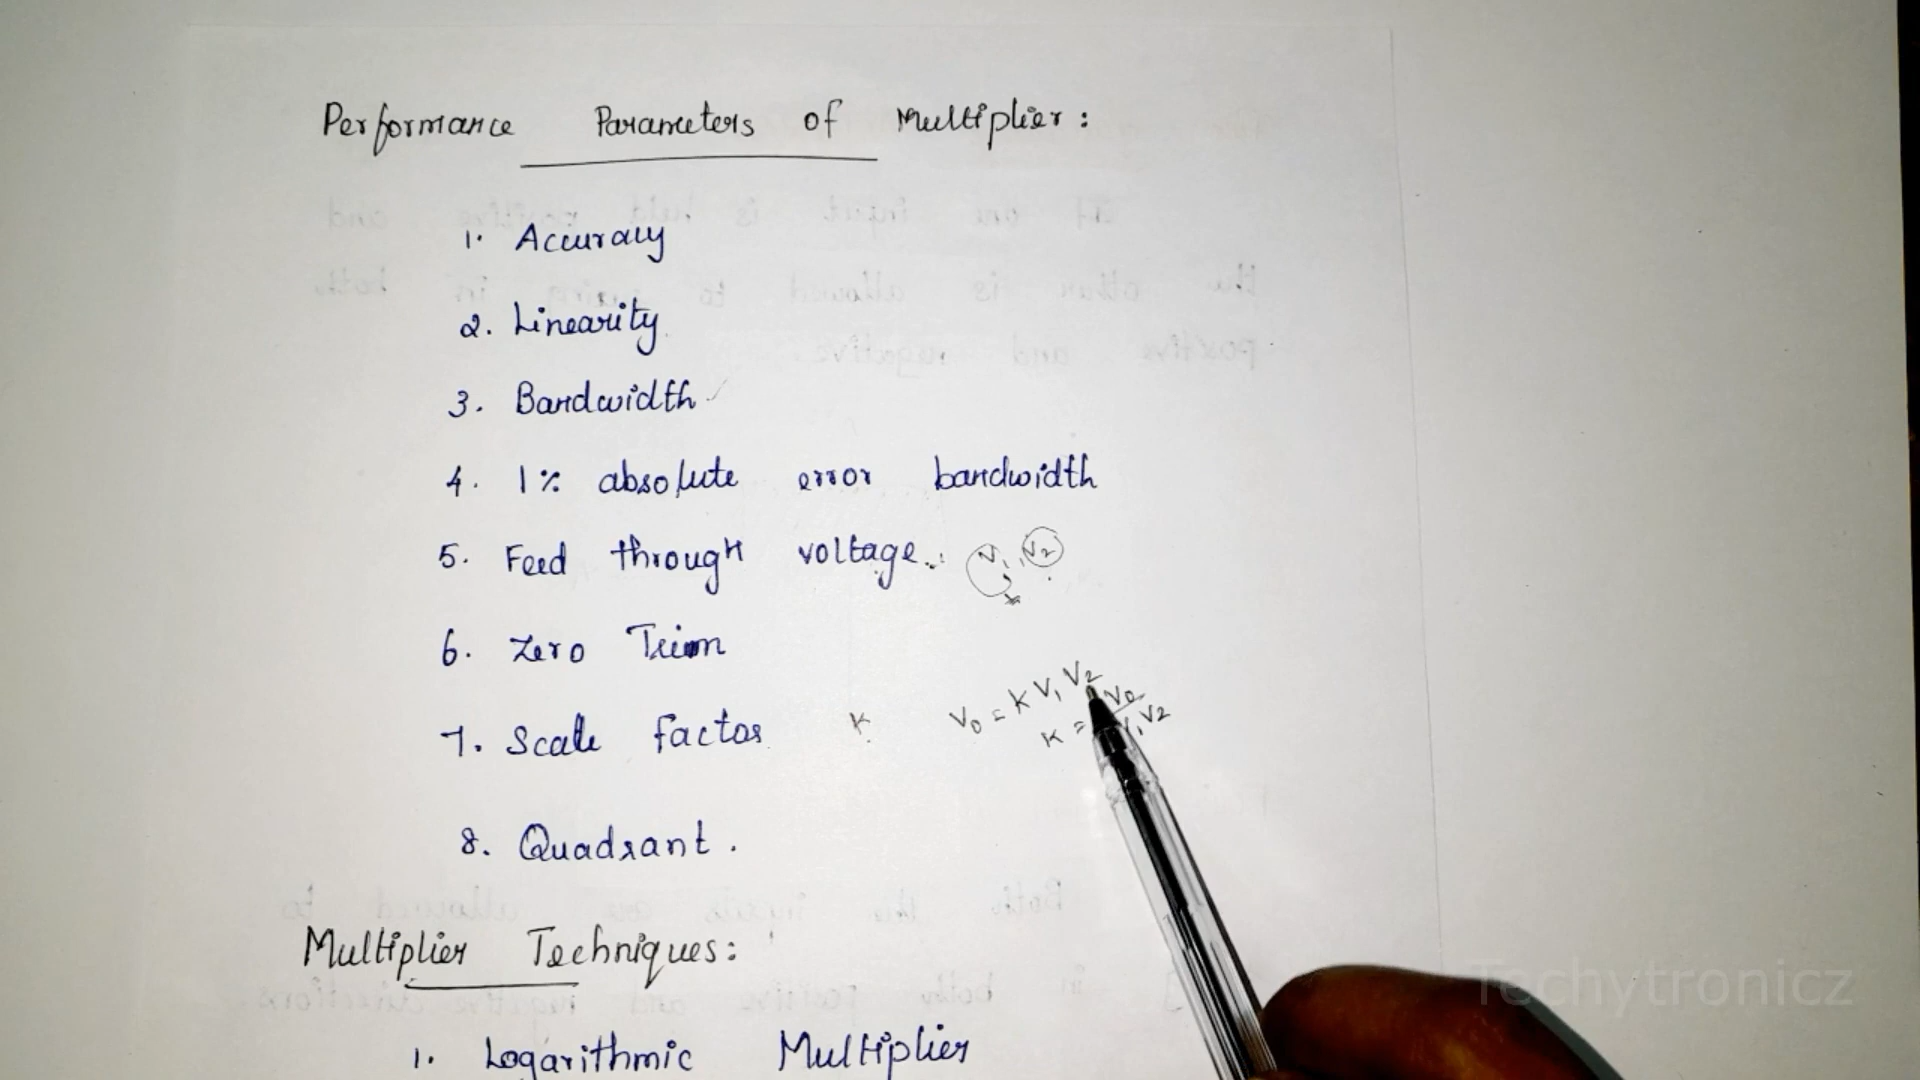 Performance Parameters of Multiplier:
1. Accuracy
2. Linearity
3. Bandwidth
4. 1% absolute error bandwidth
5. Feed through voltage. V1, V2
6. Zero Trim
7. Scale factor K V0 = K V1 V2
K = V0 / V1 V2
8. Quadrant.
Multiplier Techniques:
1. Logarithmic Multiplier
Techytronicz